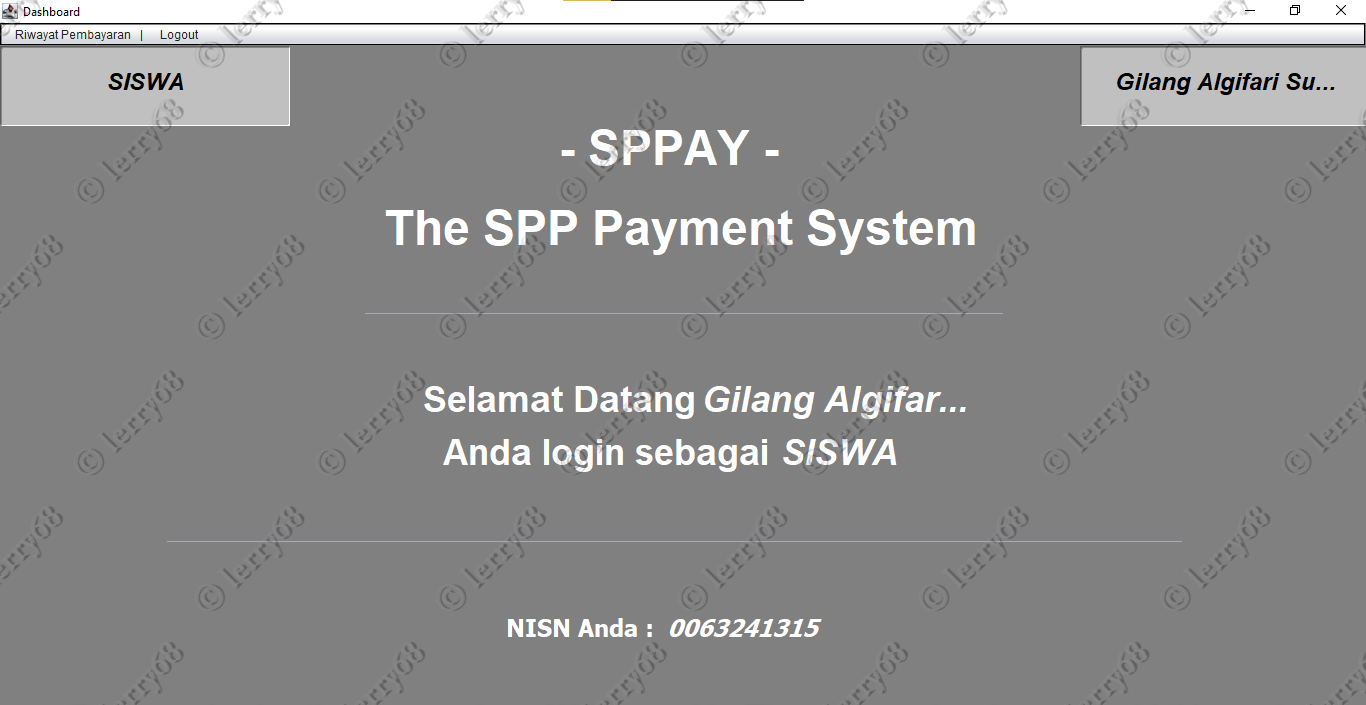 Dashboard
Riwayat Pembayaran | Logout
SISWA
Gilang Algifari Su...
- SPPAY -
The SPP Payment System
Selamat Datang Gilang Algifar...
Anda login sebagai SISWA
NISN Anda : 0063241315
© lerry68